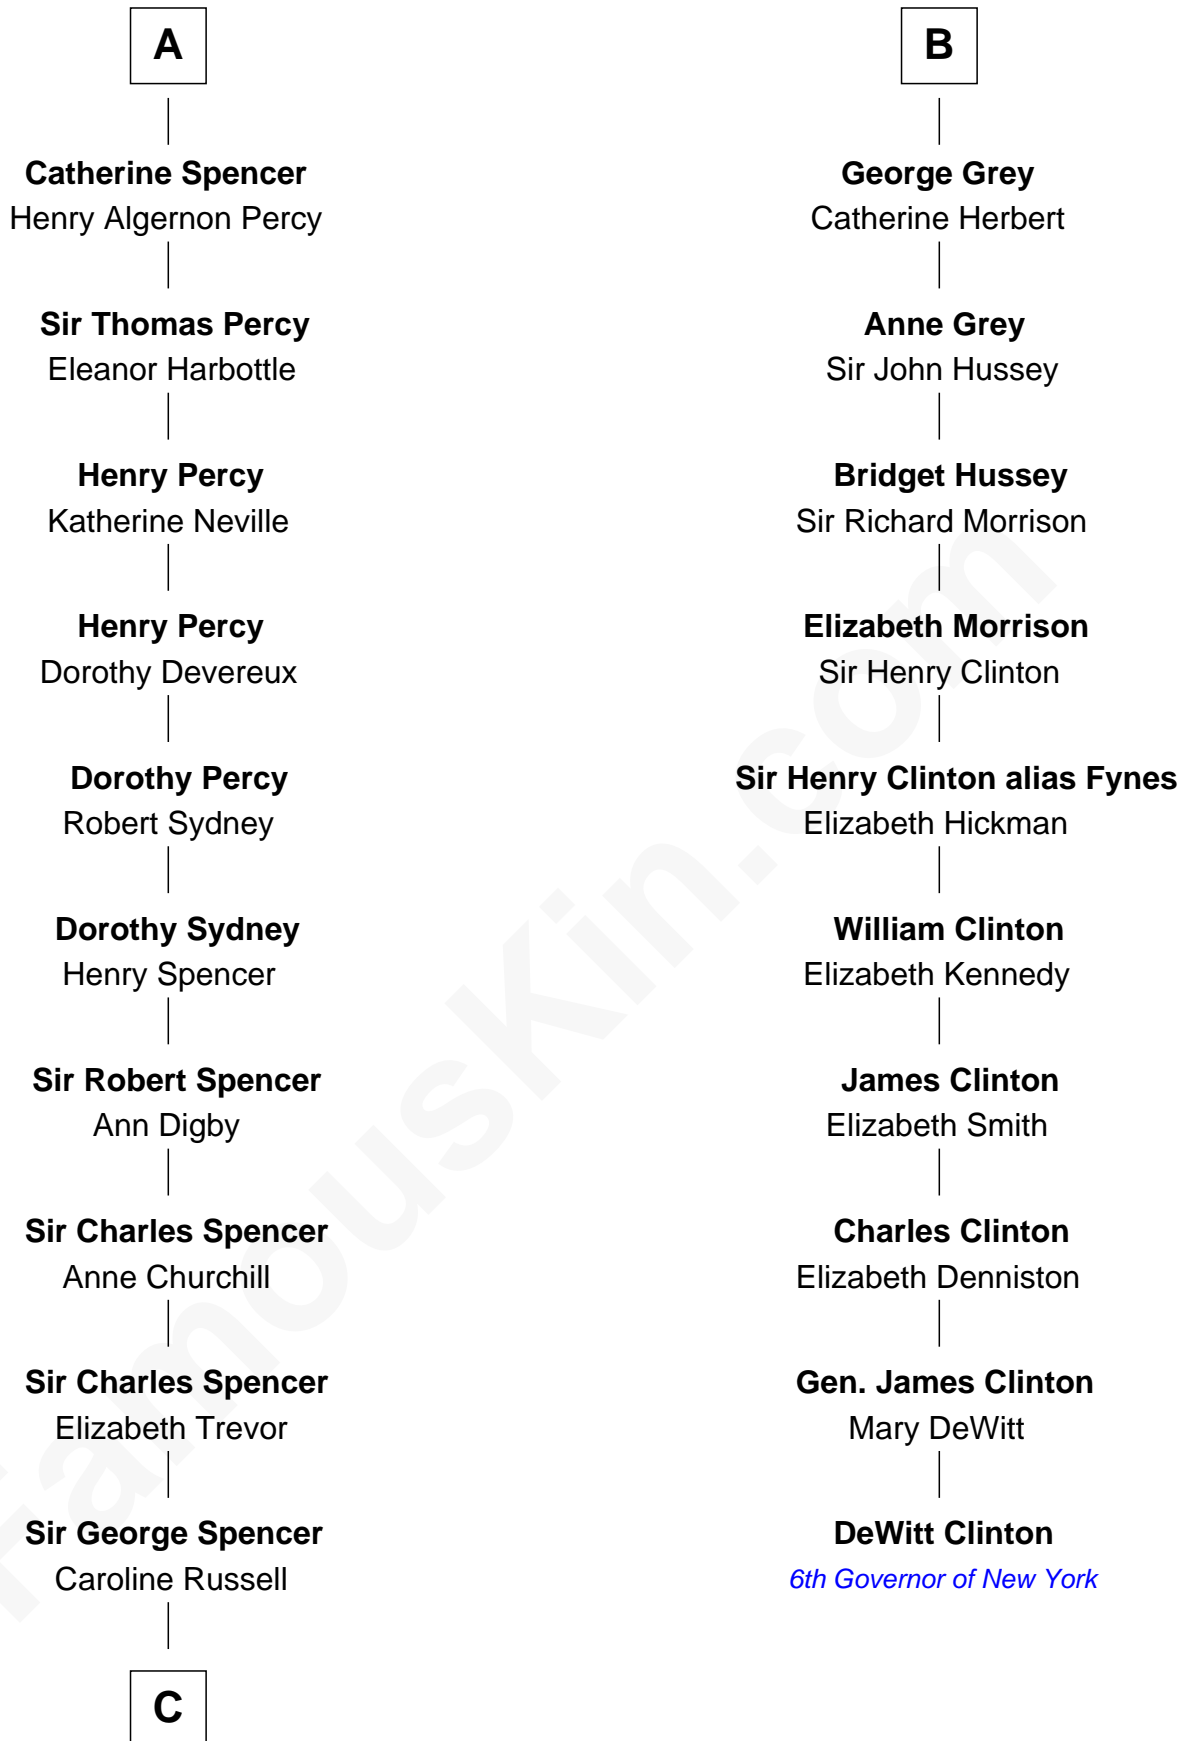 A
Catherine Spencer
Henry Algernon Percy
Sir Thomas Percy
Eleanor Harbottle
Henry Percy
Katherine Neville
Henry Percy
Dorothy Devereux
Dorothy Percy
Robert Sydney
Dorothy Sydney
Henry Spencer
Sir Robert Spencer
Ann Digby
Sir Charles Spencer
Anne Churchill
Sir Charles Spencer
Elizabeth Trevor
Sir George Spencer
Caroline Russell
C
B
George Grey
Catherine Herbert
Anne Grey
Sir John Hussey
Bridget Hussey
Sir Richard Morrison
Elizabeth Morrison
Sir Henry Clinton
Sir Henry Clinton alias Fynes
Elizabeth Hickman
William Clinton
Elizabeth Kennedy
James Clinton
Elizabeth Smith
Charles Clinton
Elizabeth Denniston
Gen. James Clinton
Mary DeWitt
DeWitt Clinton
6th Governor of New York
FamousKin.com